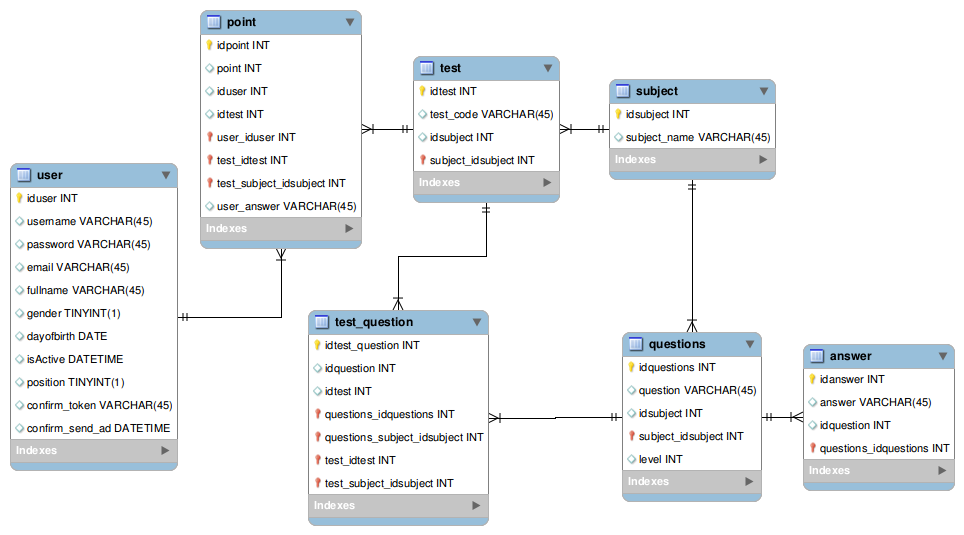 point
idpoint INT
point INT
iduser INT
idtest INT
user_iduser INT
test_idtest INT
test_subject_idsubject INT
user_answer VARCHAR(45)
Indexes
test
idtest INT
test_code VARCHAR(45)
idsubject INT
subject_idsubject INT
Indexes
subject
idsubject INT
subject_name VARCHAR(45)
Indexes
user
iduser INT
username VARCHAR(45)
password VARCHAR(45)
email VARCHAR(45)
fullname VARCHAR(45)
gender TINYINT(1)
dayofbirth DATE
isActive DATETIME
position TINYINT(1)
confirm_token VARCHAR(45)
confirm_send_ad DATETIME
Indexes
test_question
idtest_question INT
idquestion INT
idtest INT
questions_idquestions INT
questions_subject_idsubject INT
test_idtest INT
test_subject_idsubject INT
Indexes
questions
idquestions INT
question VARCHAR(45)
idsubject INT
subject_idsubject INT
level INT
Indexes
answer
idanswer INT
answer VARCHAR(45)
idquestion INT
questions_idquestions INT
Indexes